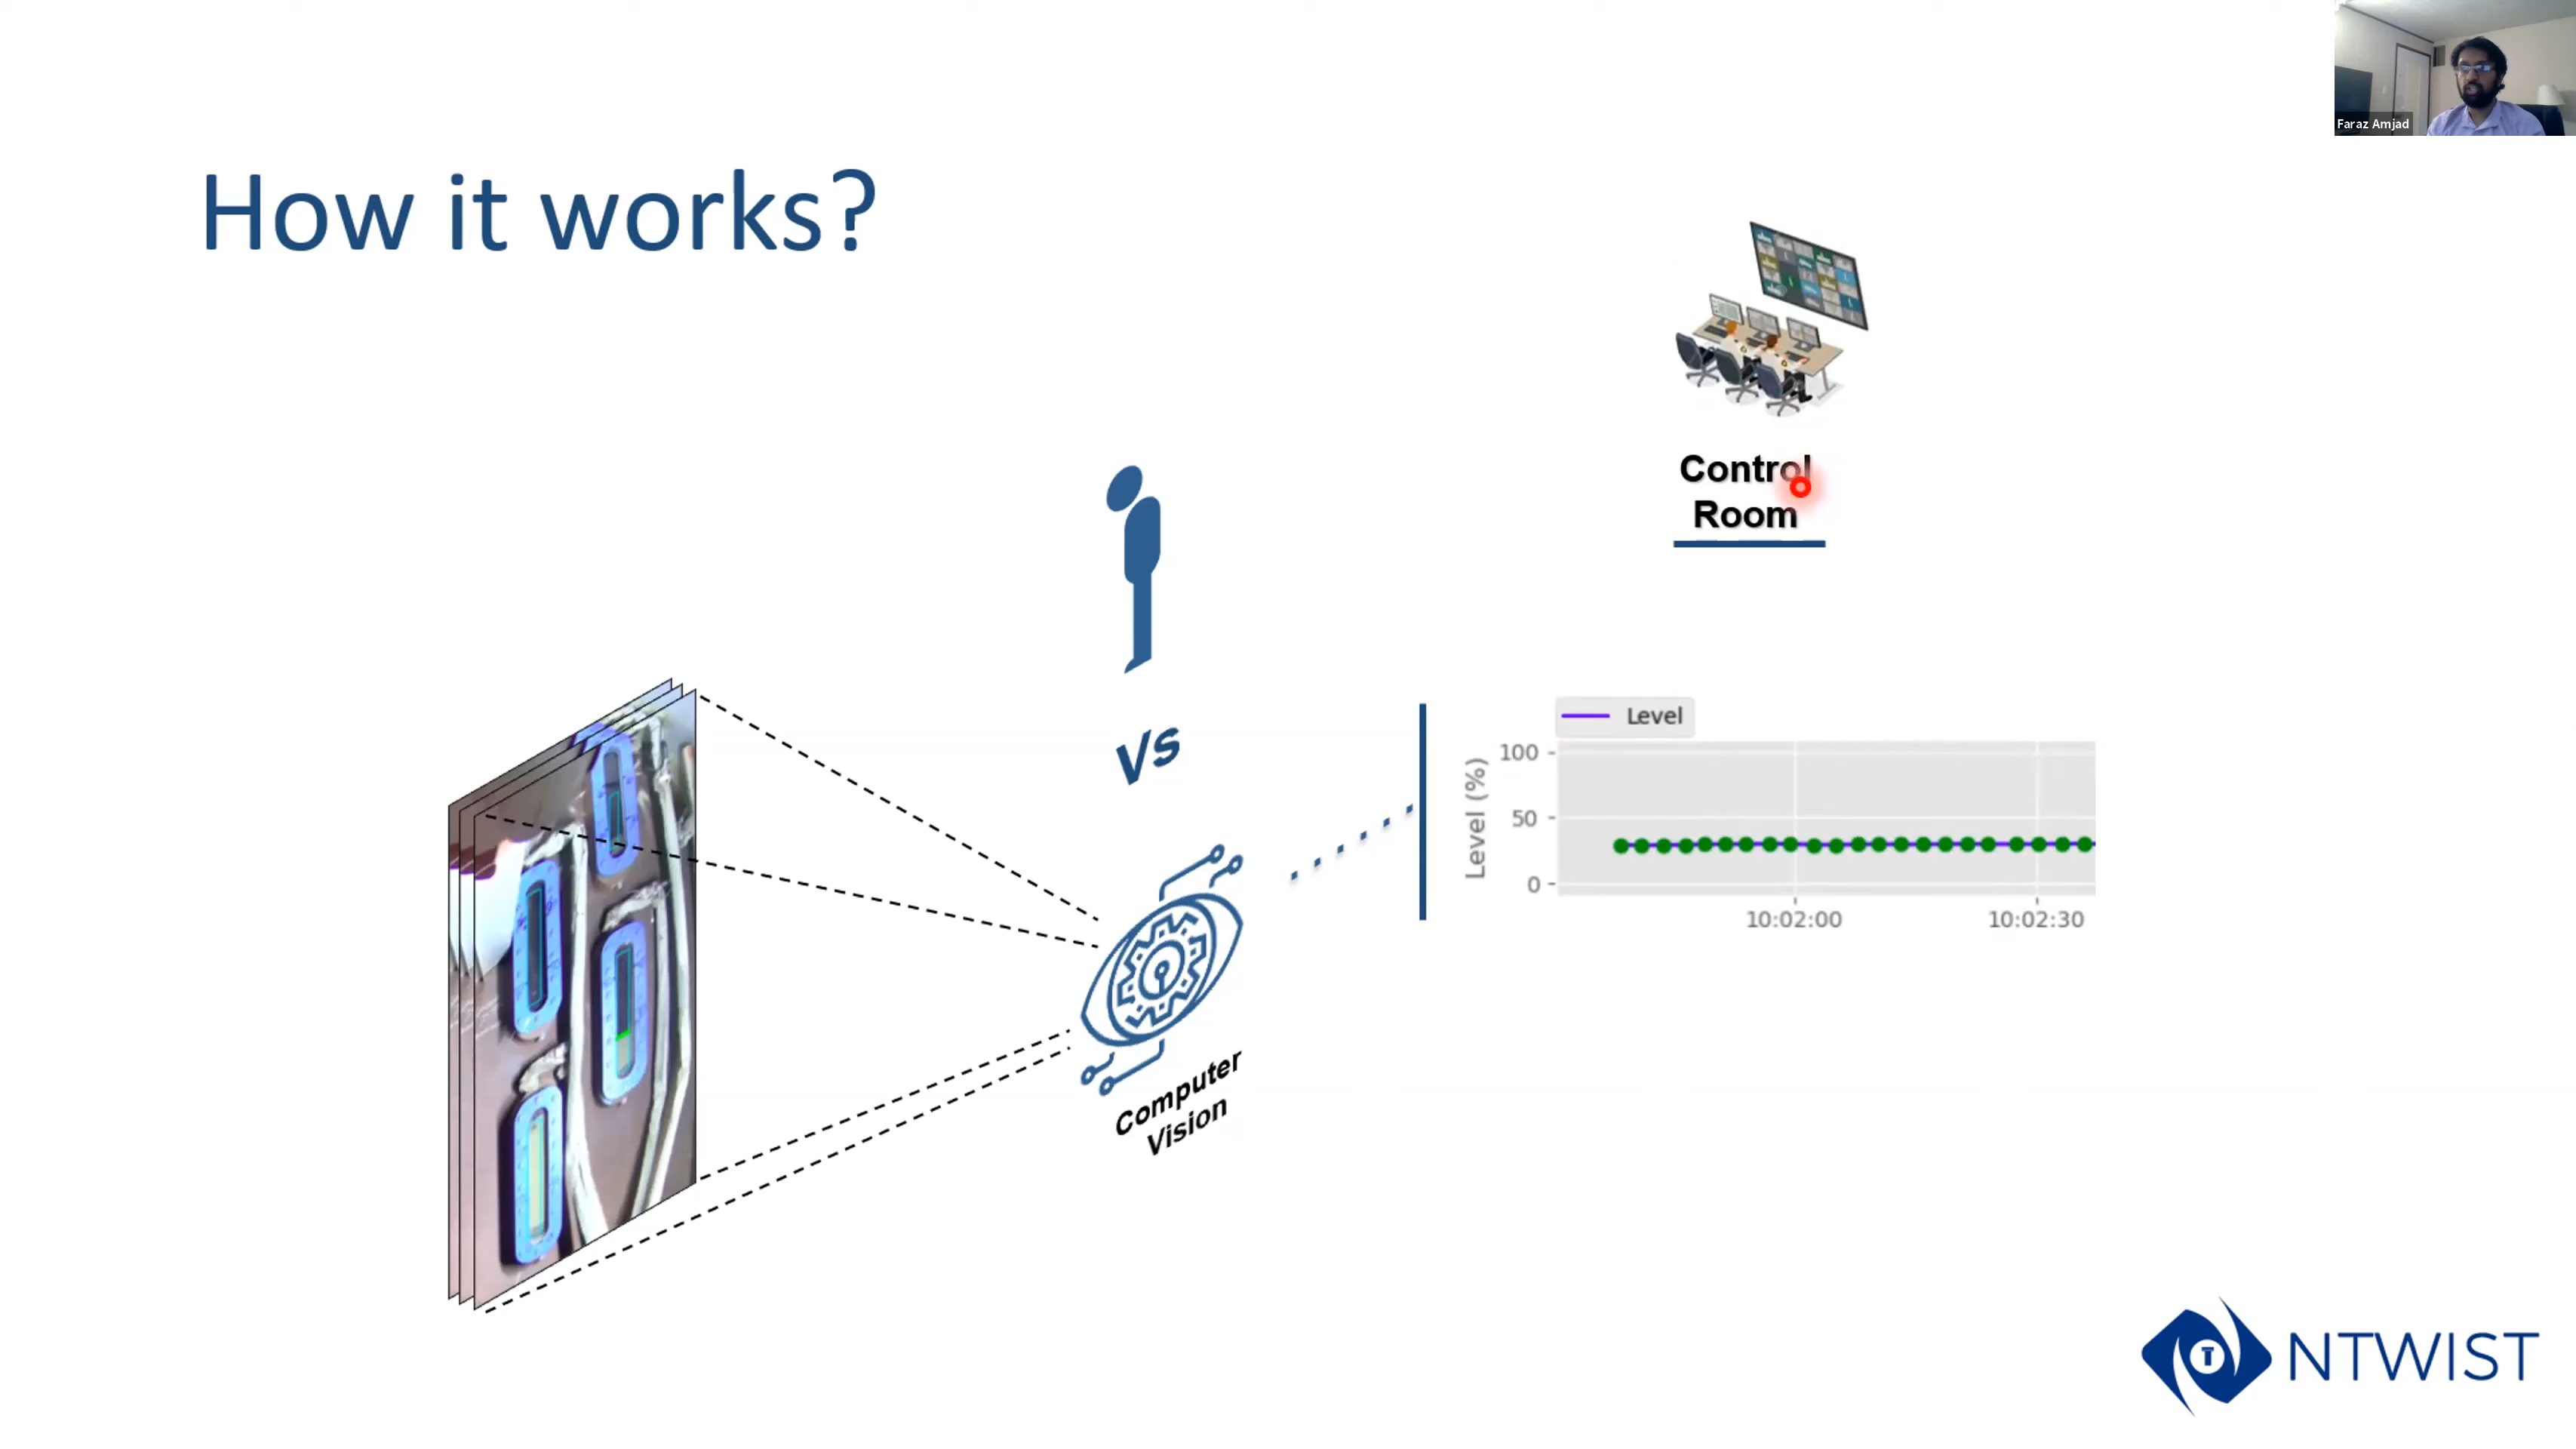 Faraz Amjad
How it works?
Control
Room
Vs
Level
Level (%)
100
50
0
10:02:00
10:02:30
Computer
Vision
T
NTWIST